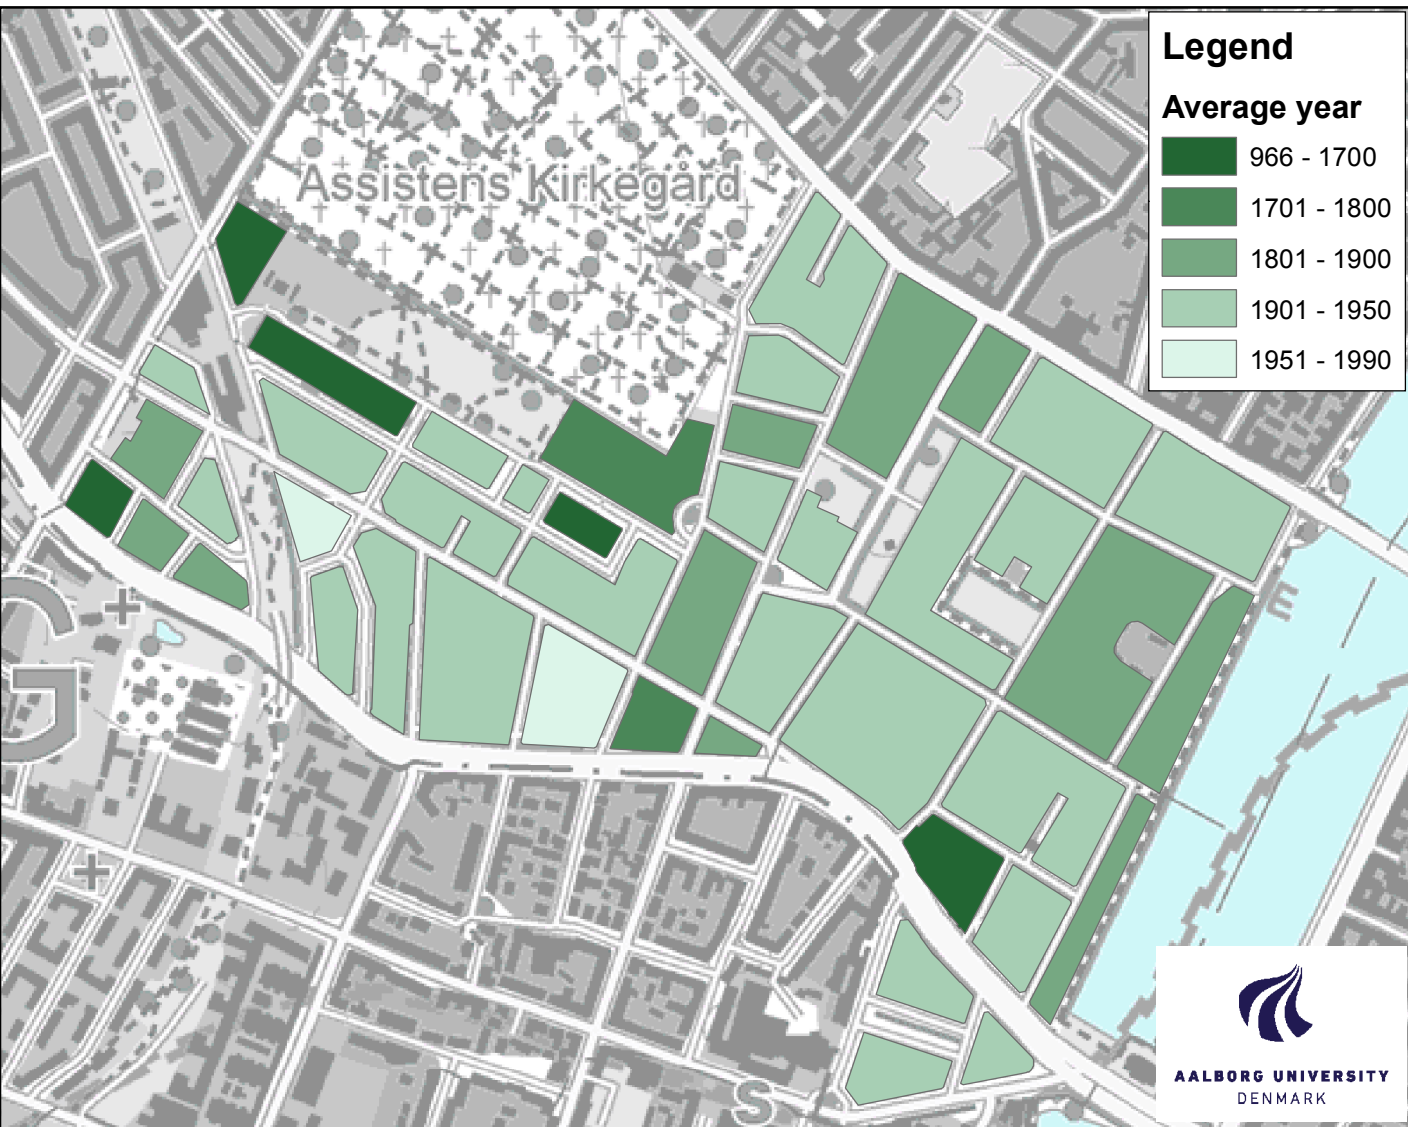 Legend
Average year
966 - 1700
1701 - 1800
1801 - 1900
1901 - 1950
1951 - 1990
Assistens Kirkegård
G
E
S
AALBORG UNIVERSITY
DENMARK